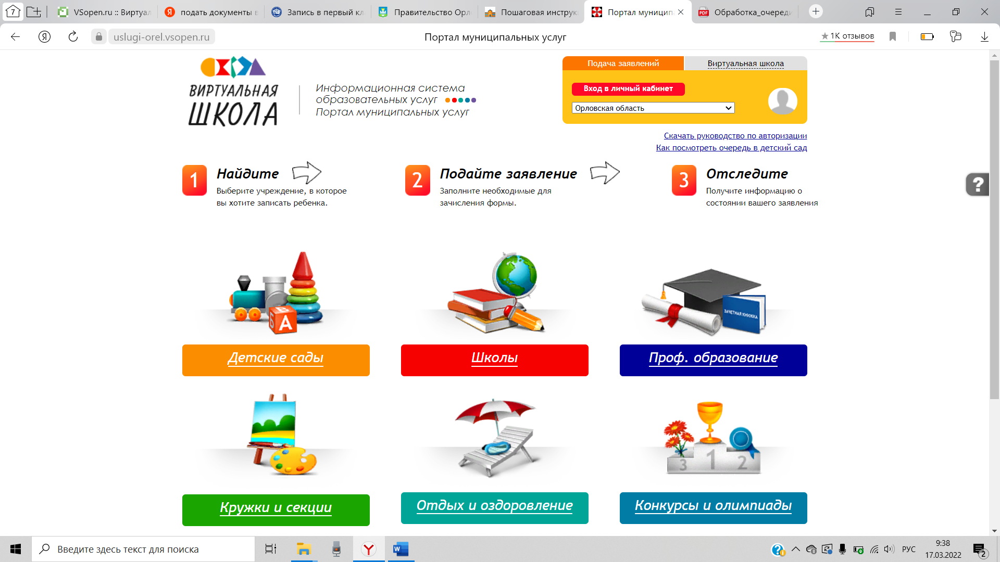 7
VSopen.ru :: Виртуал
подать документы в
Запись в первый кл
Правительство Орл
Пошаговая инструк
Портал муниципа
Обработка_очереди
uslugi-orel.vsopen.ru
Портал муниципальных услуг
1K отзывов
ВИРТУАЛЬНАЯ
ШКОЛА
Информационная система
образовательных услуг
Портал муниципальных услуг
Подача заявлений
Виртуальная школа
Вход в личный кабинет
Орловская область
Скачать руководство по авторизации
Как посмотреть очередь в детский сад
1
Найдите
Выберите учреждение, в которое
вы хотите записать ребенка.
2
Подайте заявление
Заполните необходимые для
зачисления формы.
3
Отследите
Получите информацию о
состоянии вашего заявления
?
Б В А
ЗАЧЕТНАЯ КНИЖКА
Детские сады
Школы
Проф. образование
3 1 2
Кружки и секции
Отдых и оздоровление
Конкурсы и олимпиады
Введите здесь текст для поиска
РУС
9:38
17.03.2022
2